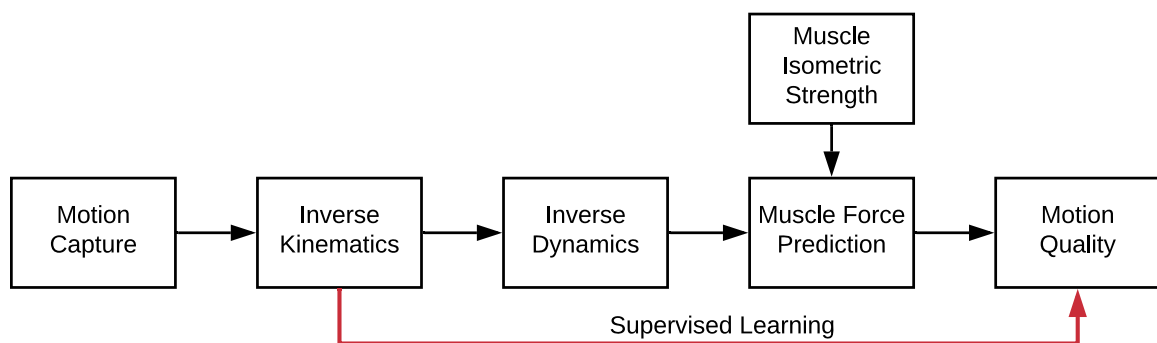 Muscle
Isometric
Strength
Motion
Capture
Inverse
Kinematics
Inverse
Dynamics
Muscle Force
Prediction
Motion
Quality
Supervised Learning